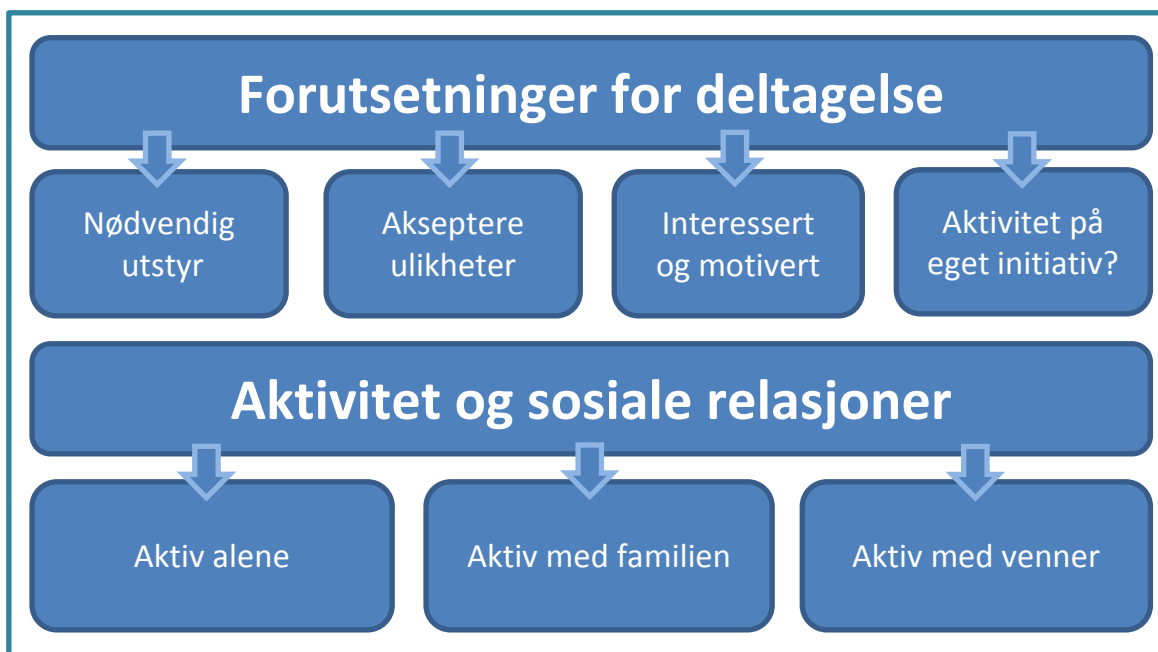 Forutsetninger for deltagelse
Nødvendig
utstyr
Akseptere
ulikheter
Interessert
og motivert
Aktivitet på
eget initiativ?
Aktivitet og sosiale relasjoner
Aktiv alene
Aktiv med familien
Aktiv med venner